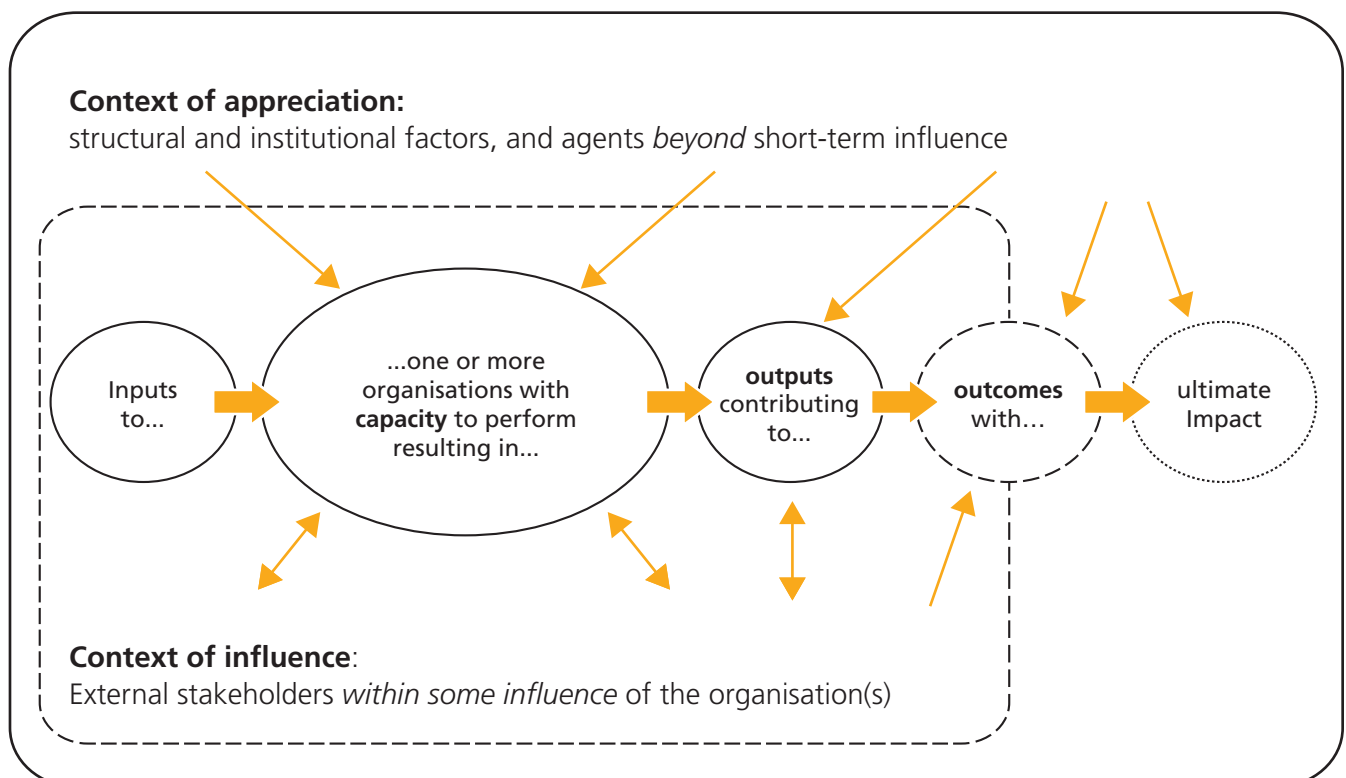 Context of appreciation:
structural and institutional factors, and agents beyond short-term influence
Inputs
to...
...one or more
organisations with
capacity to perform
resulting in...
outputs
contributing
to...
outcomes
with…
ultimate
Impact
Context of influence:
External stakeholders within some influence of the organisation(s)